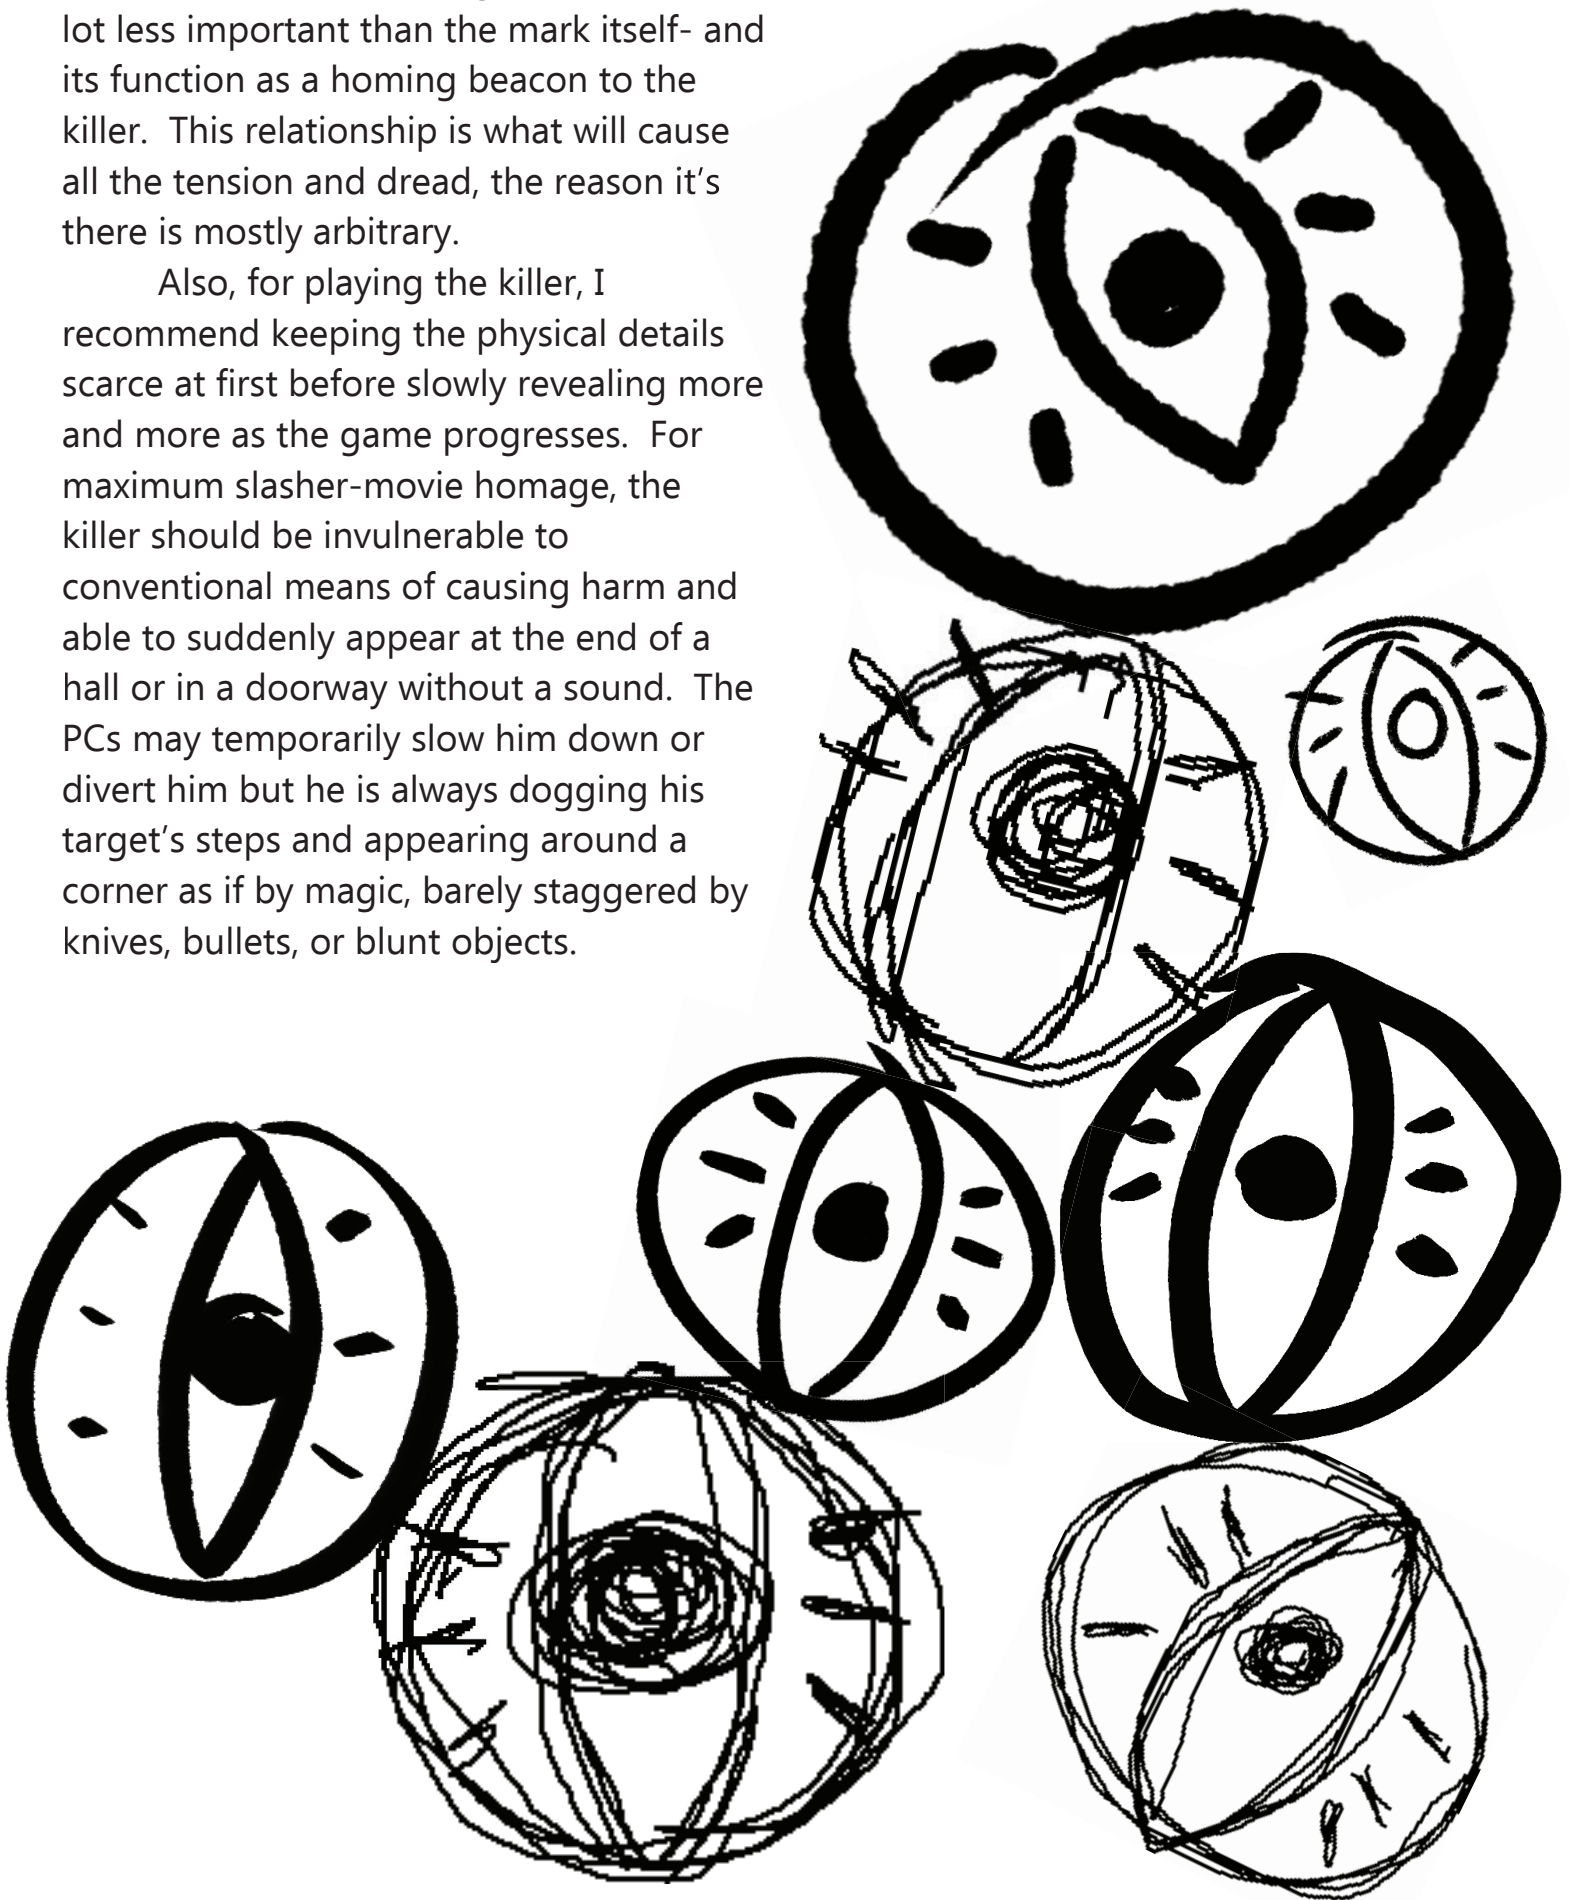 lot less important than the mark itself- and
its function as a homing beacon to the
killer.  This relationship is what will cause
all the tension and dread, the reason it’s
there is mostly arbitrary.
Also, for playing the killer, I
recommend keeping the physical details
scarce at first before slowly revealing more
and more as the game progresses.  For
maximum slasher-movie homage, the
killer should be invulnerable to
conventional means of causing harm and
able to suddenly appear at the end of a
hall or in a doorway without a sound.  The
PCs may temporarily slow him down or
divert him but he is always dogging his
target’s steps and appearing around a
corner as if by magic, barely staggered by
knives, bullets, or blunt objects.